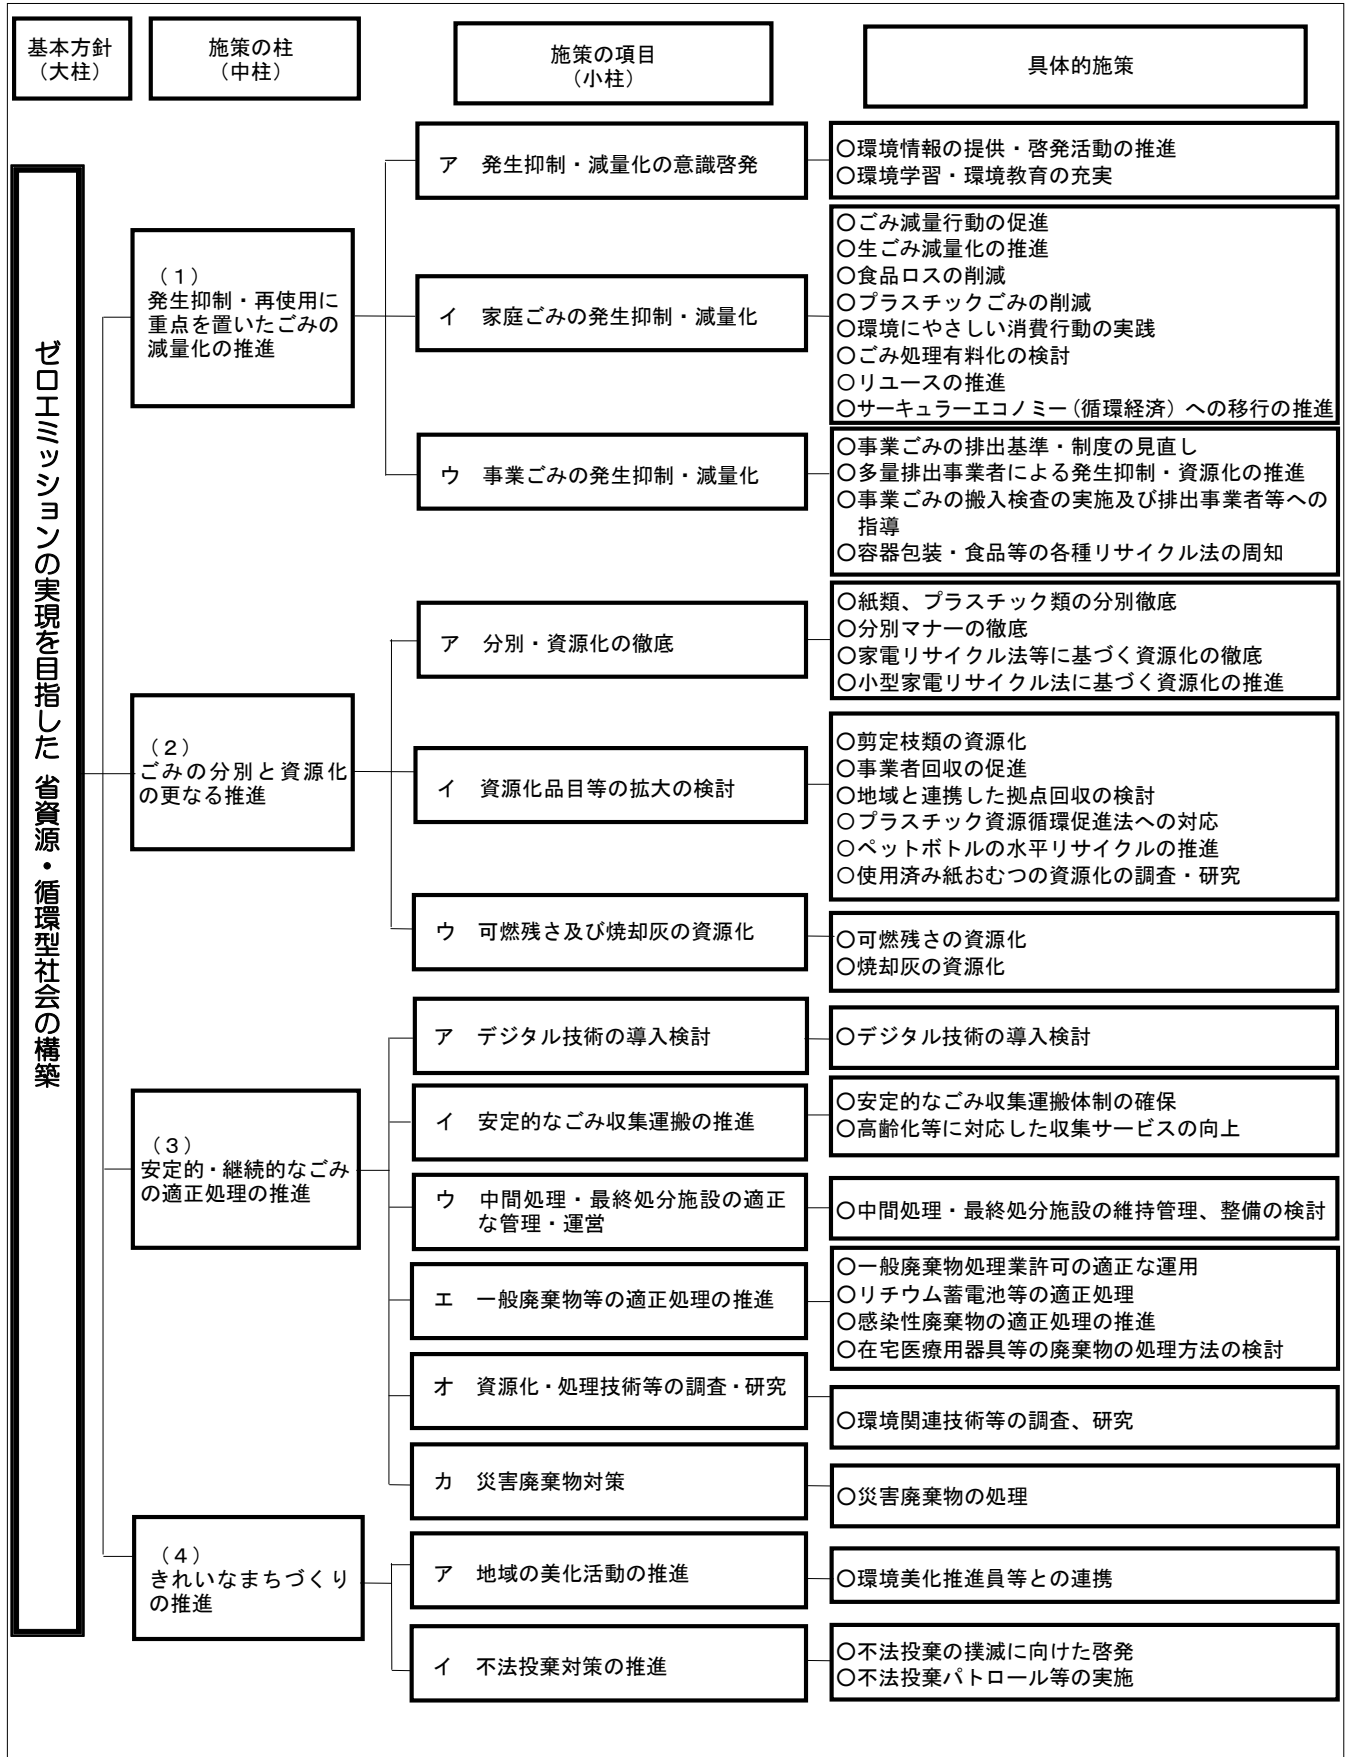 基本方針
（大柱）
施策の柱
（中柱）
施策の項目
（小柱）
具体的施策
ゼロエミッションの実現を目指した 省資源・循環型社会の構築
（１）
発生抑制・再使用に
重点を置いたごみの
減量化の推進
ア 発生抑制・減量化の意識啓発
○環境情報の提供・啓発活動の推進
○環境学習・環境教育の充実
イ 家庭ごみの発生抑制・減量化
○ごみ減量行動の促進
○生ごみ減量化の推進
○食品ロスの削減
○プラスチックごみの削減
○環境にやさしい消費行動の実践
○ごみ処理有料化の検討
○リユースの推進
○サーキュラーエコノミー（循環経済）への移行の推進
ウ 事業ごみの発生抑制・減量化
○事業ごみの排出基準・制度の見直し
○多量排出事業者による発生抑制・資源化の推進
○事業ごみの搬入検査の実施及び排出事業者等への
指導
○容器包装・食品等の各種リサイクル法の周知
（２）
ごみの分別と資源化
の更なる推進
ア 分別・資源化の徹底
○紙類、プラスチック類の分別徹底
○分別マナーの徹底
○家電リサイクル法等に基づく資源化の徹底
○小型家電リサイクル法に基づく資源化の推進
イ 資源化品目等の拡大の検討
○剪定枝類の資源化
○事業者回収の促進
○地域と連携した拠点回収の検討
○プラスチック資源循環促進法への対応
○ペットボトルの水平リサイクルの推進
○使用済み紙おむつの資源化の調査・研究
ウ 可燃残さ及び焼却灰の資源化
○可燃残さの資源化
○焼却灰の資源化
（３）
安定的・継続的なごみ
の適正処理の推進
ア デジタル技術の導入検討
○デジタル技術の導入検討
イ 安定的なごみ収集運搬の推進
○安定的なごみ収集運搬体制の確保
○高齢化等に対応した収集サービスの向上
ウ 中間処理・最終処分施設の適正
な管理・運営
○中間処理・最終処分施設の維持管理、整備の検討
エ 一般廃棄物等の適正処理の推進
○一般廃棄物処理業許可の適正な運用
○リチウム蓄電池等の適正処理
○感染性廃棄物の適正処理の推進
○在宅医療用器具等の廃棄物の処理方法の検討
オ 資源化・処理技術等の調査・研究
○環境関連技術等の調査、研究
カ 災害廃棄物対策
○災害廃棄物の処理
（４）
きれいなまちづくり
の推進
ア 地域の美化活動の推進
○環境美化推進員等との連携
イ 不法投棄対策の推進
○不法投棄の撲滅に向けた啓発
○不法投棄パトロール等の実施